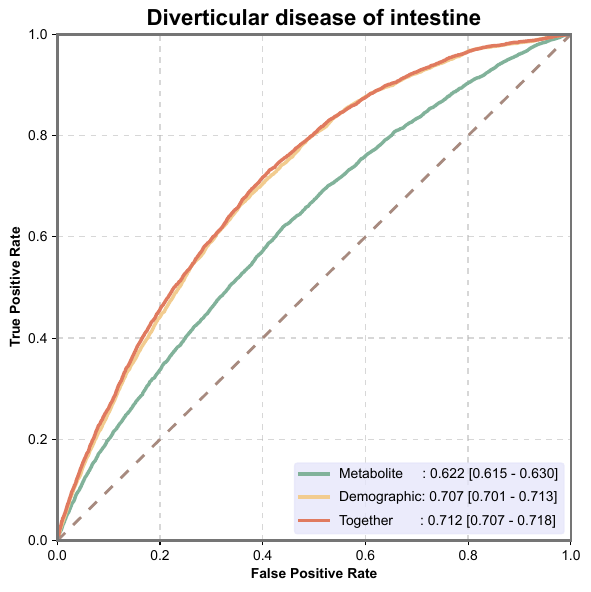 Diverticular disease of intestine
1.0
0.8
0.6
0.4
0.2
0.0
True Positive Rate
Metabolite : 0.622 [0.615 - 0.630]
Demographic: 0.707 [0.701 - 0.713]
Together : 0.712 [0.707 - 0.718]
0.0 0.2 0.4 0.6 0.8 1.0
False Positive Rate